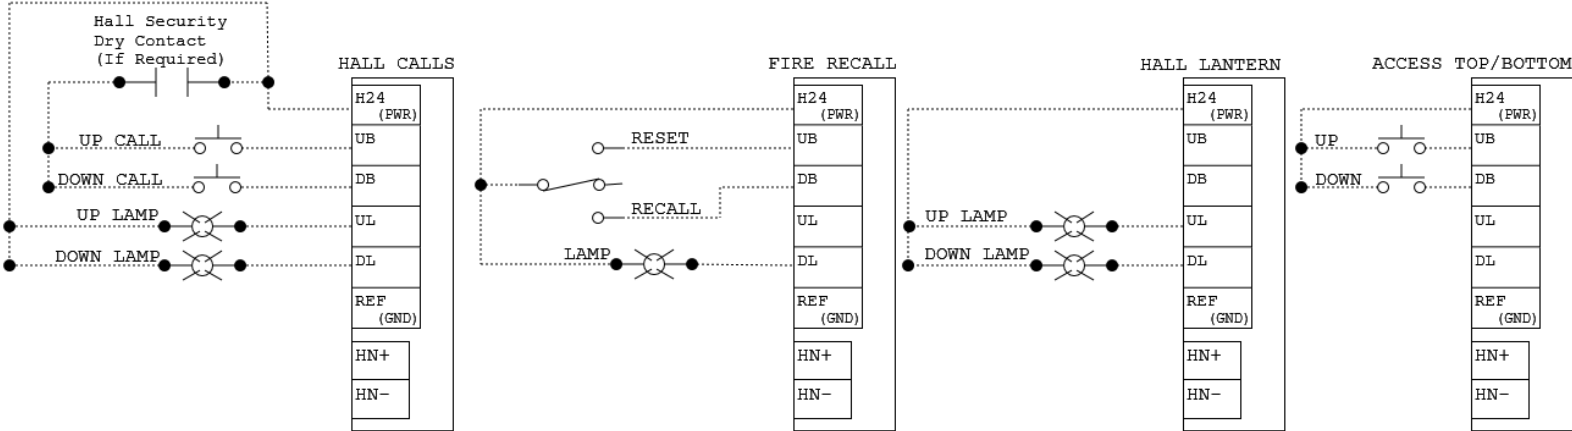 Hall Security
Dry Contact
(If Required)
HALL CALLS
H24
(PWR)
UP CALL
UB
DOWN CALL
DB
UP LAMP
UL
DOWN LAMP
DL
REF
(GND)
HN+
HN-
FIRE RECALL
H24
(PWR)
RESET
UB
DB
RECALL
UL
LAMP
DL
REF
(GND)
HN+
HN-
HALL LANTERN
H24
(PWR)
UB
DB
UP LAMP
UL
DOWN LAMP
DL
REF
(GND)
HN+
HN-
ACCESS TOP/BOTTOM
H24
(PWR)
UP
UB
DOWN
DB
UL
DL
REF
(GND)
HN+
HN-